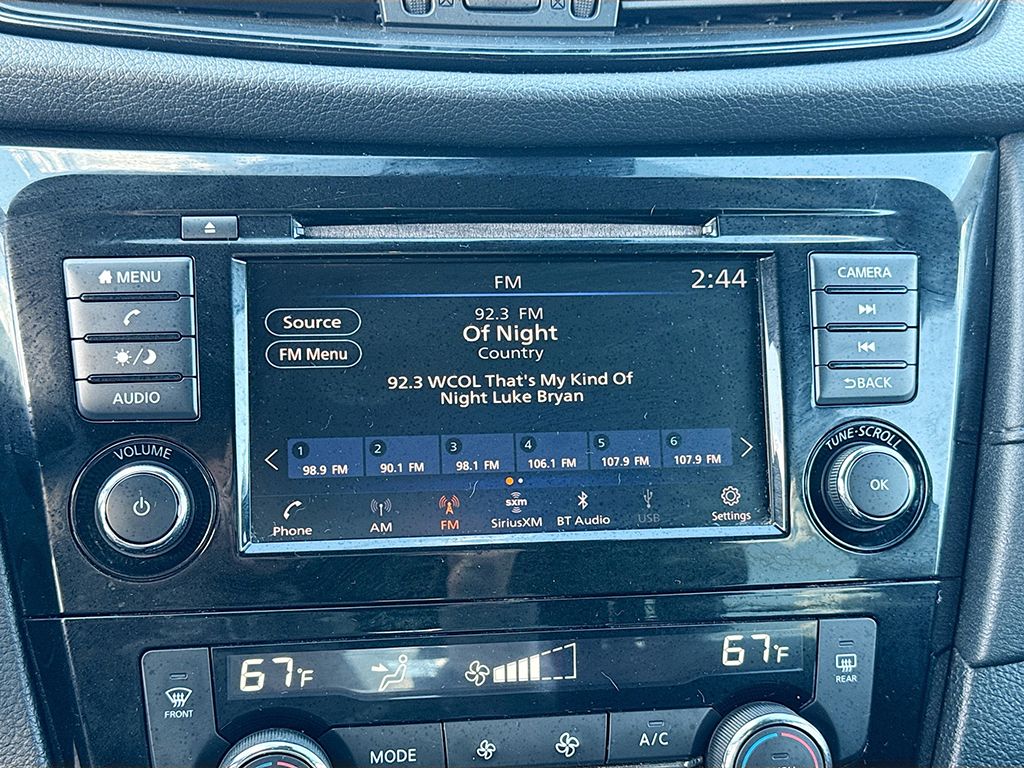 MENU
AUDIO
VOLUME
FM
2:44
Source
FM Menu
92.3 FM
Of Night
Country
92.3 WCOL That's My Kind Of
Night Luke Bryan
1 2 3 4 5 6
98.9 FM 90.1 FM 98.1 FM 106.1 FM 107.9 FM 107.9 FM
Phone AM FM sxm SiriusXM BT Audio USB Settings
CAMERA
BACK
TUNE·SCROLL
OK
67°F
67°F
FRONT
REAR
MODE
A/C